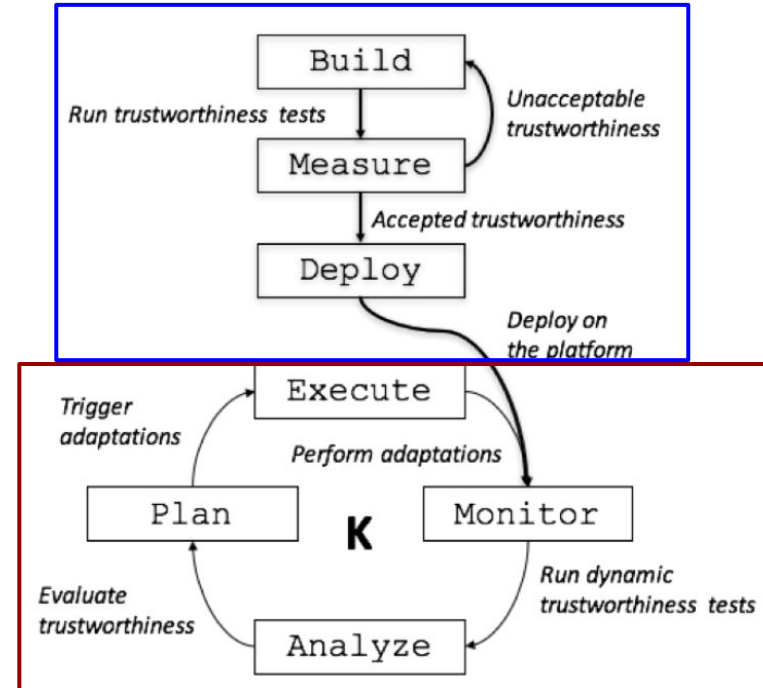 Build
Run trustworthiness tests
Unacceptable
trustworthiness
Measure
Accepted trustworthiness
Deploy
Deploy on
the platform
Execute
Trigger
adaptations
Perform adaptations
Plan
K
Monitor
Evaluate
trustworthiness
Run dynamic
trustworthiness tests
Analyze